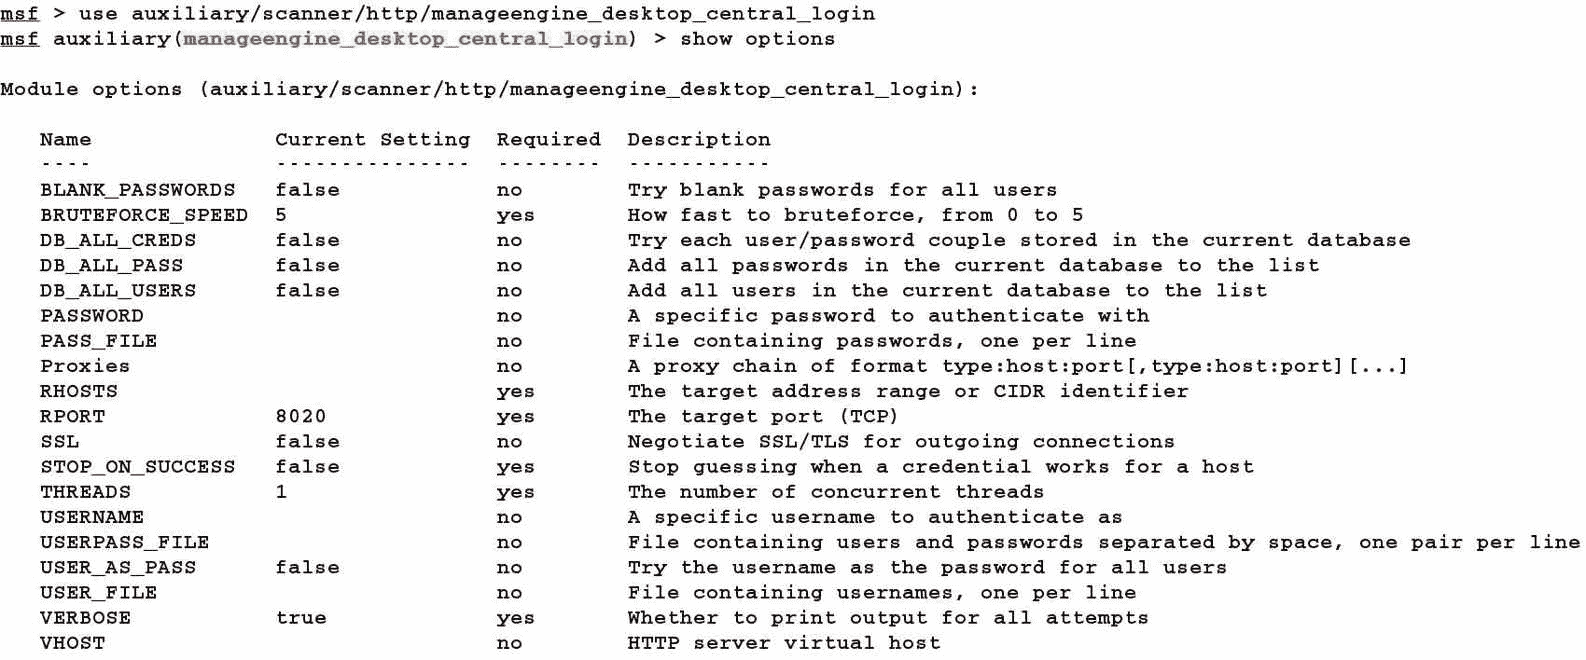 msf > use auxiliary/scanner/http/manageengine_desktop_central_login
msf auxiliary(manageengine_desktop_central_login) > show options
Module options (auxiliary/scanner/http/manageengine_desktop_central_login):
Name Current Setting Required Description
---- --------------- -------- -----------
BLANK_PASSWORDS false no Try blank passwords for all users
BRUTEFORCE_SPEED 5 yes How fast to bruteforce, from 0 to 5
DB_ALL_CREDS false no Try each user/password couple stored in the current database
DB_ALL_PASS false no Add all passwords in the current database to the list
DB_ALL_USERS false no Add all users in the current database to the list
PASSWORD no A specific password to authenticate with
PASS_FILE no File containing passwords, one per line
Proxies no A proxy chain of format type:host:port[,type:host:port][...]
RHOSTS yes The target address range or CIDR identifier
RPORT 8020 yes The target port (TCP)
SSL false no Negotiate SSL/TLS for outgoing connections
STOP_ON_SUCCESS false yes Stop guessing when a credential works for a host
THREADS 1 yes The number of concurrent threads
USERNAME no A specific username to authenticate as
USERPASS_FILE no File containing users and passwords separated by space, one pair per line
USER_AS_PASS false no Try the username as the password for all users
USER_FILE no File containing usernames, one per line
VERBOSE true yes Whether to print output for all attempts
VHOST no HTTP server virtual host